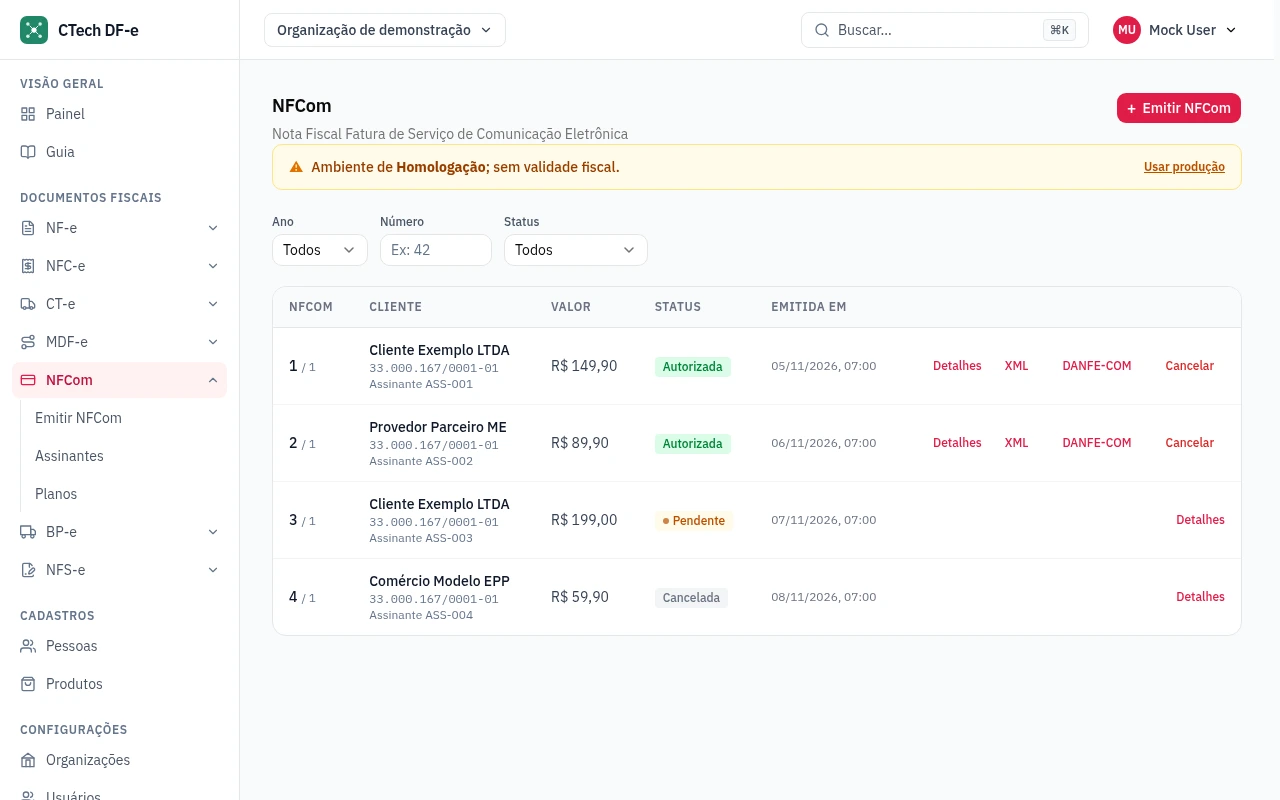 CTech DF-e
Organização de demonstração
Buscar...
⌘K
MU
Mock User
VISÃO GERAL
Painel
Guia
DOCUMENTOS FISCAIS
NF-e
NFC-e
CT-e
MDF-e
NFCom
Emitir NFCom
Assinantes
Planos
BP-e
NFS-e
CADASTROS
Pessoas
Produtos
CONFIGURAÇÕES
Organizações
Usuários
NFCom
Nota Fiscal Fatura de Serviço de Comunicação Eletrônica
+ Emitir NFCom
Ambiente de Homologação; sem validade fiscal.
Usar produção
Ano
Número
Status
Todos
Ex: 42
Todos
NFCOM CLIENTE VALOR STATUS EMITIDA EM
Cliente Exemplo LTDA
1 / 1 33.000.167/0001-01 R$ 149,90 Autorizada 05/11/2026, 07:00 Detalhes XML DANFE-COM Cancelar
Assinante ASS-001
Provedor Parceiro ME
2 / 1 33.000.167/0001-01 R$ 89,90 Autorizada 06/11/2026, 07:00 Detalhes XML DANFE-COM Cancelar
Assinante ASS-002
Cliente Exemplo LTDA
3 / 1 33.000.167/0001-01 R$ 199,00 Pendente 07/11/2026, 07:00 Detalhes
Assinante ASS-003
Comércio Modelo EPP
4 / 1 33.000.167/0001-01 R$ 59,90 Cancelada 08/11/2026, 07:00 Detalhes
Assinante ASS-004